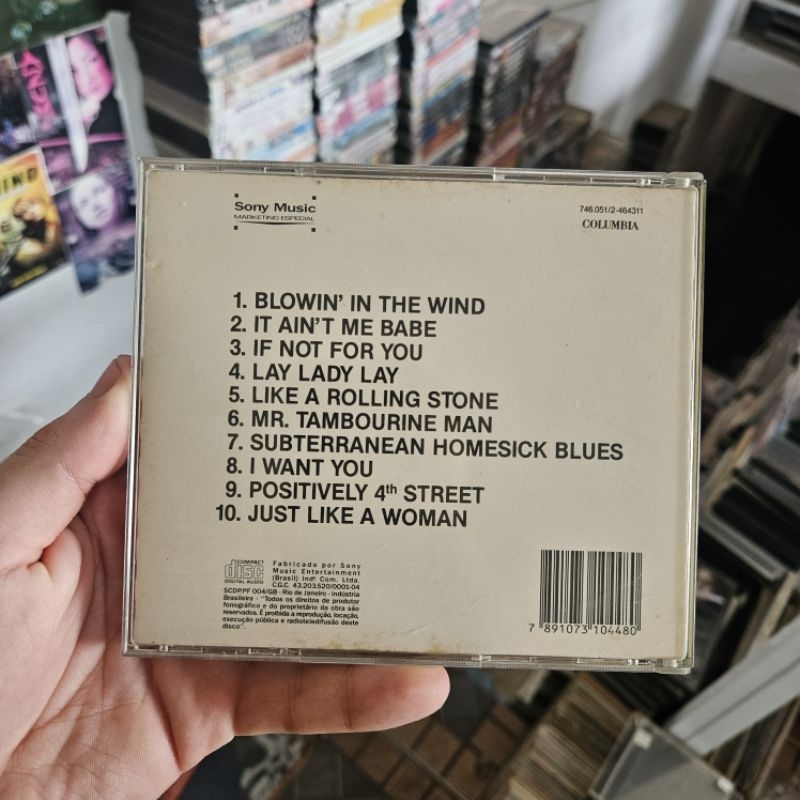 Sony Music
MARKETING ESPECIAL
746.051/2-464311
COLUMBIA
1. BLOWIN' IN THE WIND
2. IT AIN'T ME BABE
3. IF NOT FOR YOU
4. LAY LADY LAY
5. LIKE A ROLLING STONE
6. MR. TAMBOURINE MAN
7. SUBTERRANEAN HOMESICK BLUES
8. I WANT YOU
9. POSITIVELY 4th STREET
10. JUST LIKE A WOMAN
COMPACT
disc
DIGITAL AUDIO
Fabricado por Sony
Music Entertainment
(Brasil) Indª Com. Ltda.
C.G.C. 43.203.520/0001-04
SCDP.PF 004/GB - Rio de Janeiro - Indústria
Brasileira - "Todos os direitos de produtor
fonográfico e do proprietário da obra são
reservados. É proibida a reprodução, locação,
execução pública e radioteledifusão deste
disco".
7 891073 104480